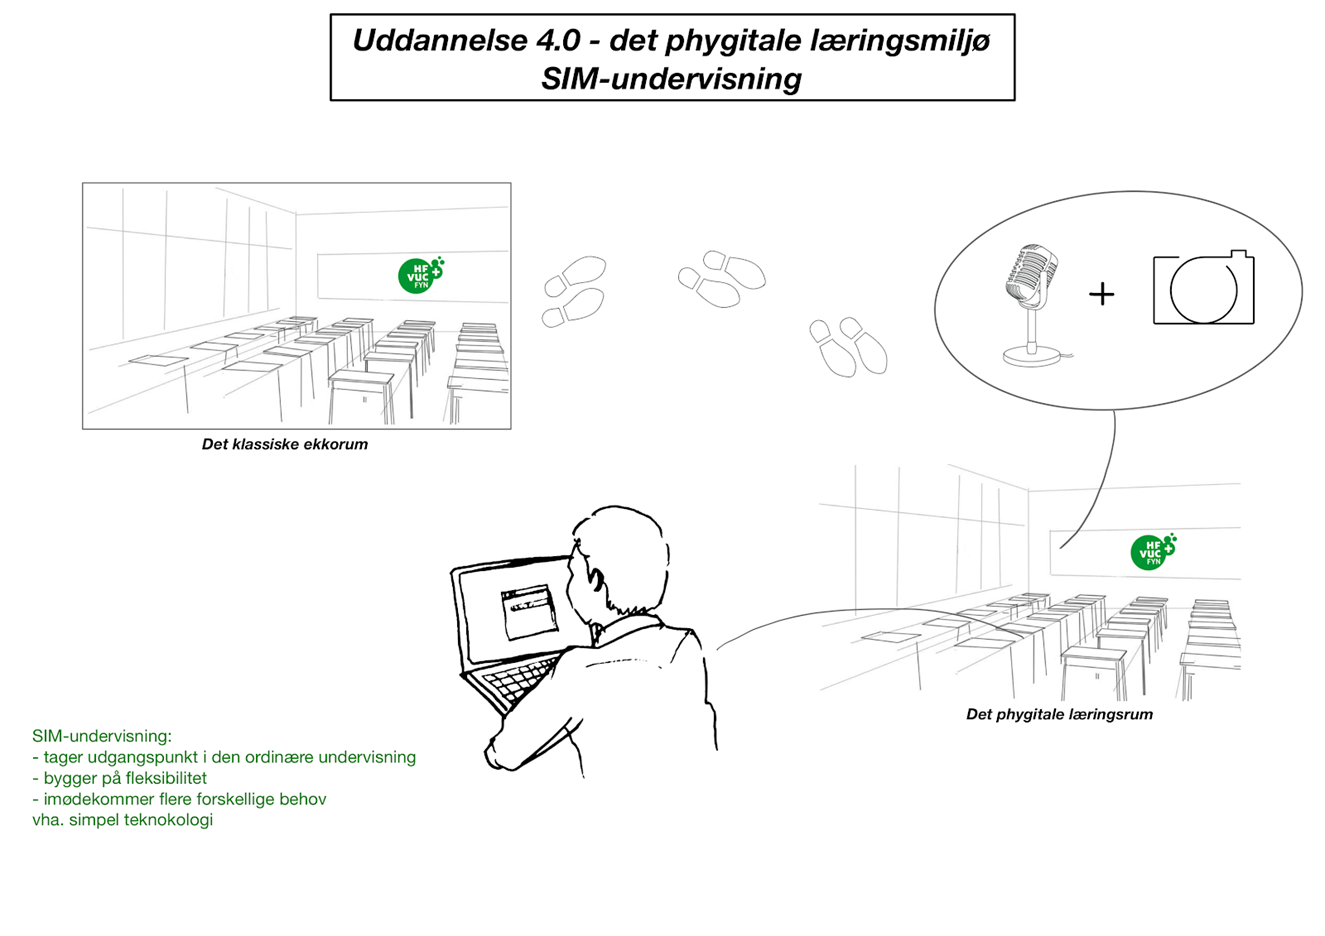 Uddannelse 4.0 - det phygitale læringsmiljø
SIM-undervisning
HF
VUC
FYN
Det klassiske ekkorum
HF
VUC
FYN
Det phygitale læringsrum
SIM-undervisning:
- tager udgangspunkt i den ordinære undervisning
- bygger på fleksibilitet
- imødekommer flere forskellige behov
vha. simpel teknokologi